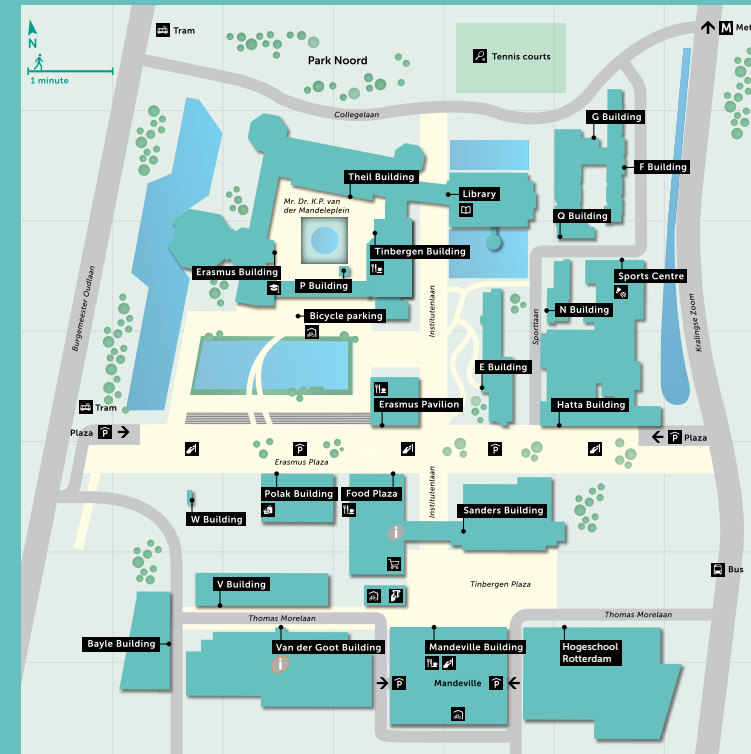 Tram
M Met
N
1 minute
Park Noord
Tennis courts
Collegelaan
G Building
F Building
Theil Building
Library
Mr. Dr. K.P. van
der Mandeleplein
Q Building
Tinbergen Building
Erasmus Building
P Building
Sports Centre
Burgemeester Oudlaan
Institutenlaan
Sportlaan
Kralingse Zoom
N Building
Bicycle parking
E Building
Erasmus Pavilion
Hatta Building
Tram
Plaza P
P Plaza
P
P
Erasmus Plaza
Institutenlaan
Polak Building
Food Plaza
W Building
Sanders Building
i
Bus
V Building
Tinbergen Plaza
Thomas Morelaan
Thomas Morelaan
Bayle Building
Van der Goot Building
Mandeville Building
Hogeschool
Rotterdam
i
P
Mandeville
P